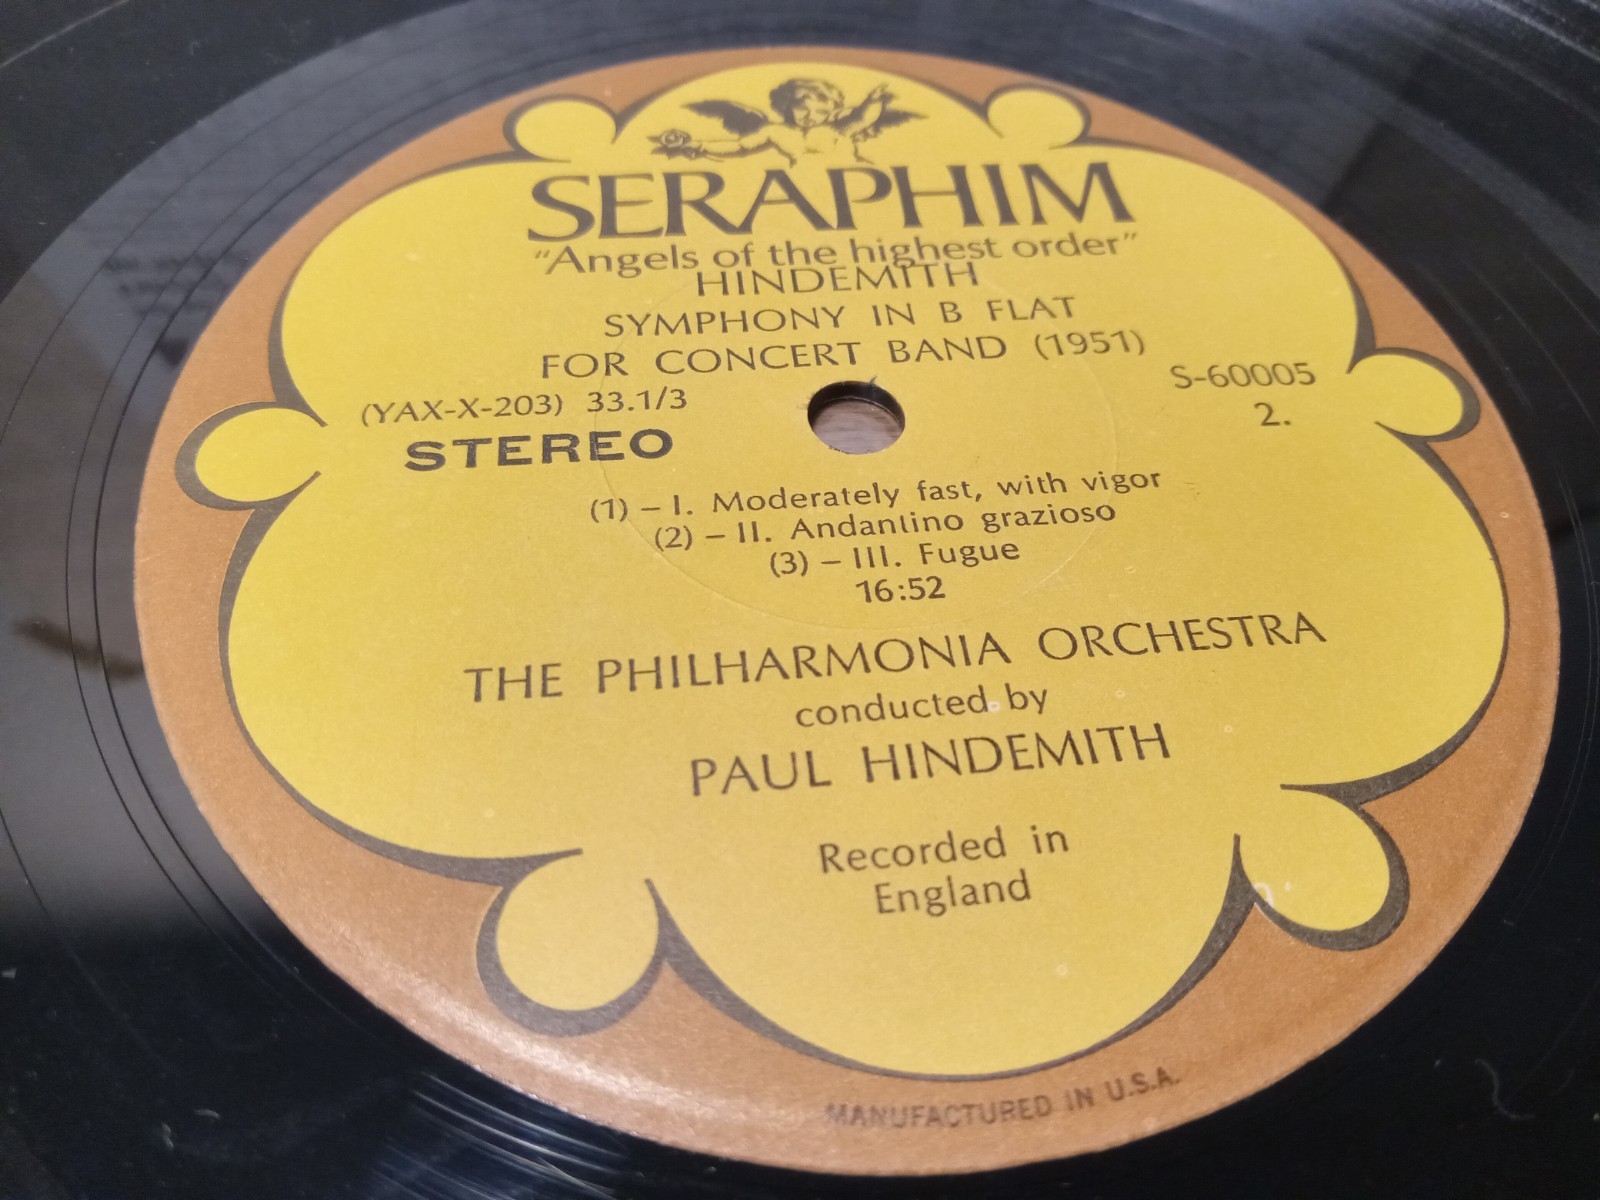 SERAPHIM
"Angels of the highest order"
HINDEMITH
SYMPHONY IN B FLAT
FOR CONCERT BAND (1951)
(YAX-X-203) 33.1/3
S-60005
STEREO
2.
(1) – I. Moderately fast, with vigor
(2) – II. Andantino grazioso
(3) – III. Fugue
16:52
THE PHILHARMONIA ORCHESTRA
conducted by
PAUL HINDEMITH
Recorded in
England
MANUFACTURED IN U.S.A.